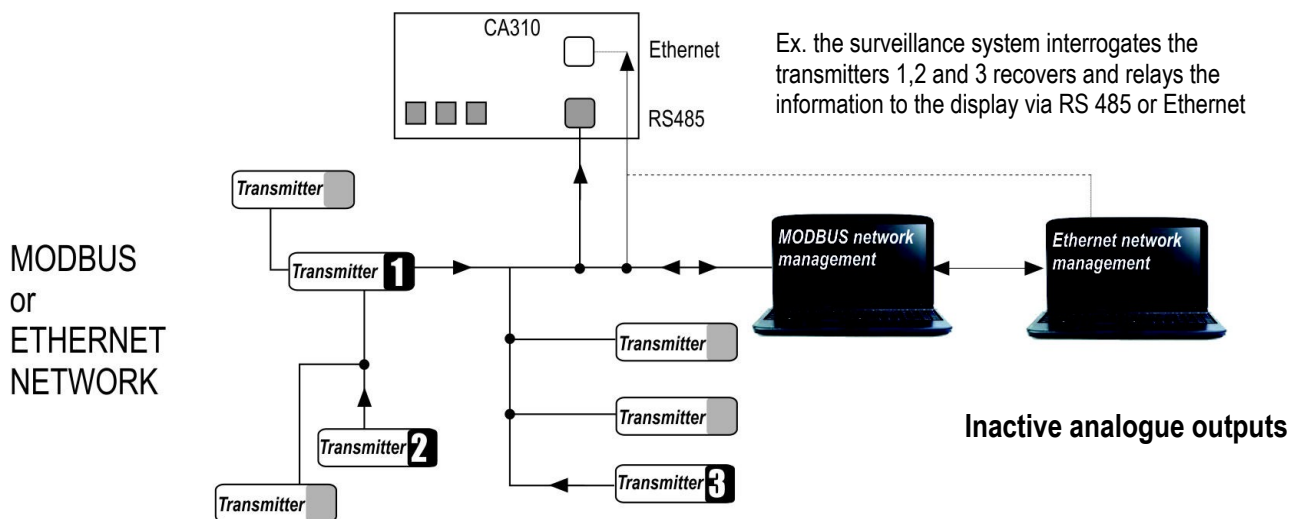 CA310
Ethernet
RS485
Ex. the surveillance system interrogates the
transmitters 1,2 and 3 recovers and relays the
information to the display via RS 485 or Ethernet
MODBUS
or
ETHERNET
NETWORK
Transmitter
Transmitter 1
Transmitter 2
Transmitter
Transmitter
Transmitter
Transmitter 3
MODBUS network
management
Ethernet network
management
Inactive analogue outputs